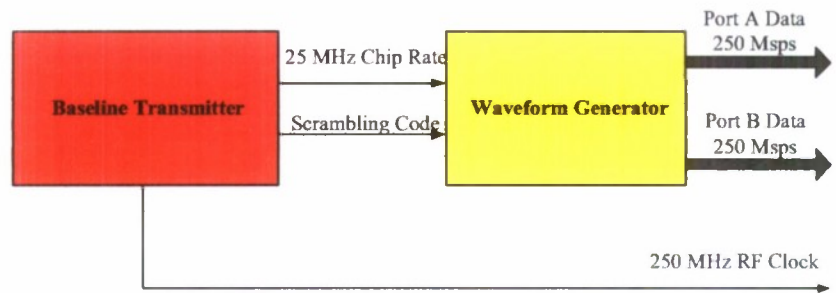 Port A Data
250 Msps
25 MHz Chip Rate
Baseline Transmitter
Waveform Generator
Scrambling Code
Port B Data
250 Msps
250 MHz RF Clock